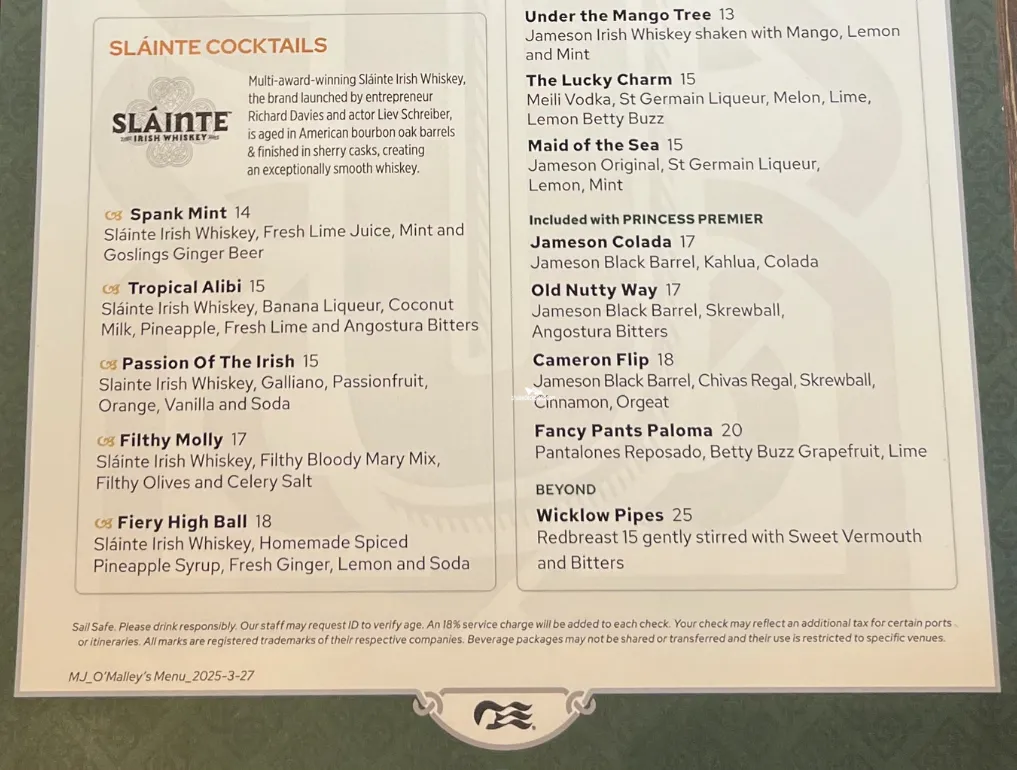 SLÁINTE COCKTAILS
SLÁINTE
IRISH WHISKEY
Multi-award-winning Sláinte Irish Whiskey,
the brand launched by entrepreneur
Richard Davies and actor Liev Schreiber,
is aged in American bourbon oak barrels
& finished in sherry casks, creating
an exceptionally smooth whiskey.
Spank Mint 14
Sláinte Irish Whiskey, Fresh Lime Juice, Mint and
Goslings Ginger Beer
Tropical Alibi 15
Sláinte Irish Whiskey, Banana Liqueur, Coconut
Milk, Pineapple, Fresh Lime and Angostura Bitters
Passion Of The Irish 15
Slainte Irish Whiskey, Galliano, Passionfruit,
Orange, Vanilla and Soda
Filthy Molly 17
Sláinte Irish Whiskey, Filthy Bloody Mary Mix,
Filthy Olives and Celery Salt
Fiery High Ball 18
Sláinte Irish Whiskey, Homemade Spiced
Pineapple Syrup, Fresh Ginger, Lemon and Soda
Under the Mango Tree 13
Jameson Irish Whiskey shaken with Mango, Lemon
and Mint
The Lucky Charm 15
Meili Vodka, St Germain Liqueur, Melon, Lime,
Lemon Betty Buzz
Maid of the Sea 15
Jameson Original, St Germain Liqueur,
Lemon, Mint
Included with PRINCESS PREMIER
Jameson Colada 17
Jameson Black Barrel, Kahlua, Colada
Old Nutty Way 17
Jameson Black Barrel, Skrewball,
Angostura Bitters
Cameron Flip 18
Jameson Black Barrel, Chivas Regal, Skrewball,
Cinnamon, Orgeat
Fancy Pants Paloma 20
Pantalones Reposado, Betty Buzz Grapefruit, Lime
BEYOND
Wicklow Pipes 25
Redbreast 15 gently stirred with Sweet Vermouth
and Bitters
Sail Safe. Please drink responsibly. Our staff may request ID to verify age. An 18% service charge will be added to each check. Your check may reflect an additional tax for certain ports
or itineraries. All marks are registered trademarks of their respective companies. Beverage packages may not be shared or transferred and their use is restricted to specific venues.
MJ_O'Malley's Menu_2025-3-27